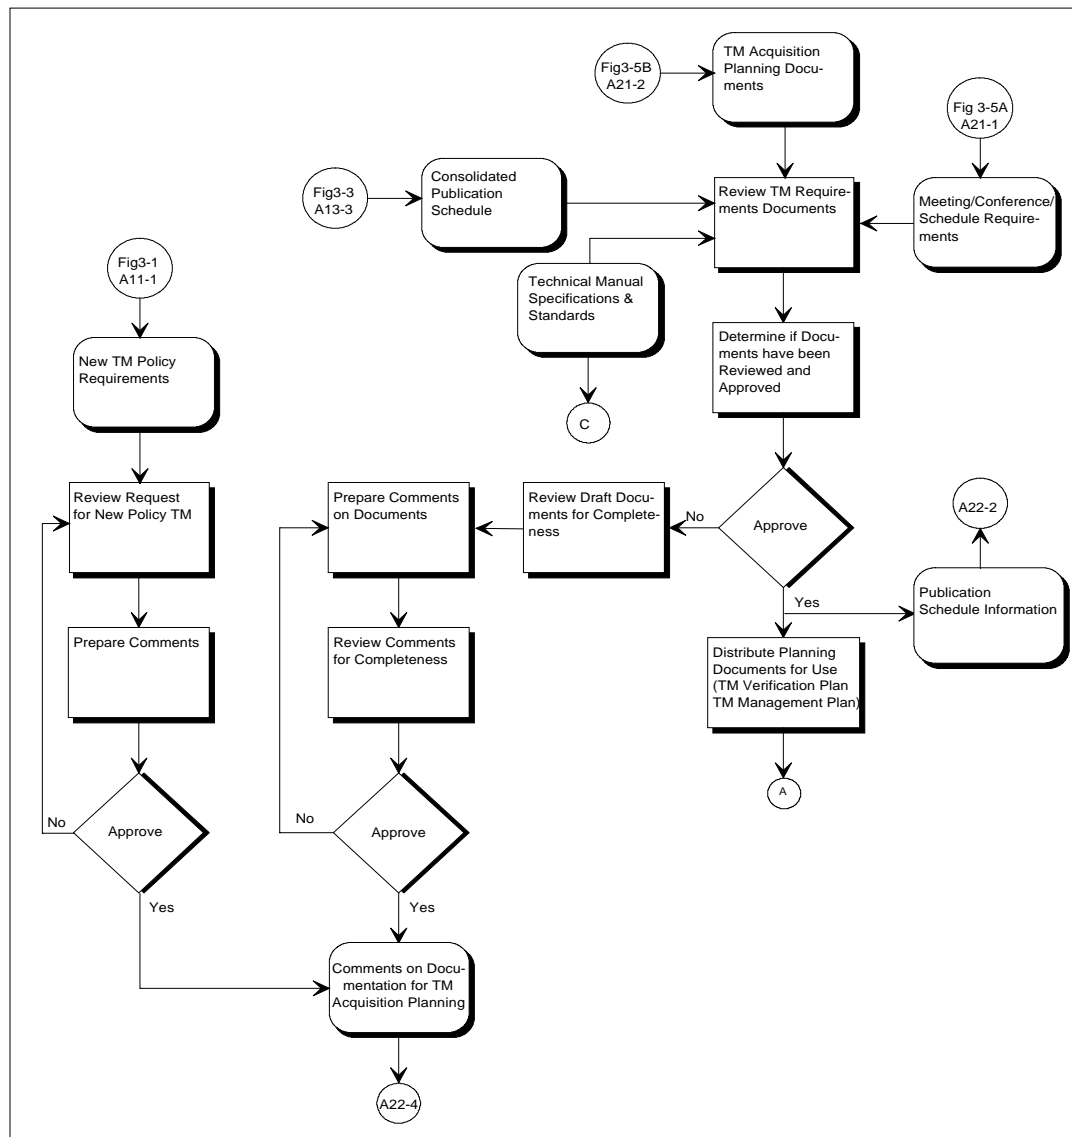 Fig3-5B
A21-2
TM Acquisition
Planning Docu-
ments
Fig 3-5A
A21-1
Fig3-3
A13-3
Consolidated
Publication
Schedule
Review TM Require-
ments Documents
Meeting/Conference/
Schedule Require-
ments
Fig3-1
A11-1
Technical Manual
Specifications &
Standards
New TM Policy
Requirements
Determine if Docu-
ments have been
Reviewed and
Approved
C
Review Request
for New Policy TM
Prepare Comments
on Documents
Review Draft Docu-
ments for Complete-
ness
No
Approve
A22-2
Yes
Publication
Schedule Information
Prepare Comments
Review Comments
for Completeness
Distribute Planning
Documents for Use
(TM Verification Plan
TM Management Plan)
A
No
Approve
No
Approve
Yes
Yes
Comments on Docu-
mentation for TM
Acquisition Planning
A22-4